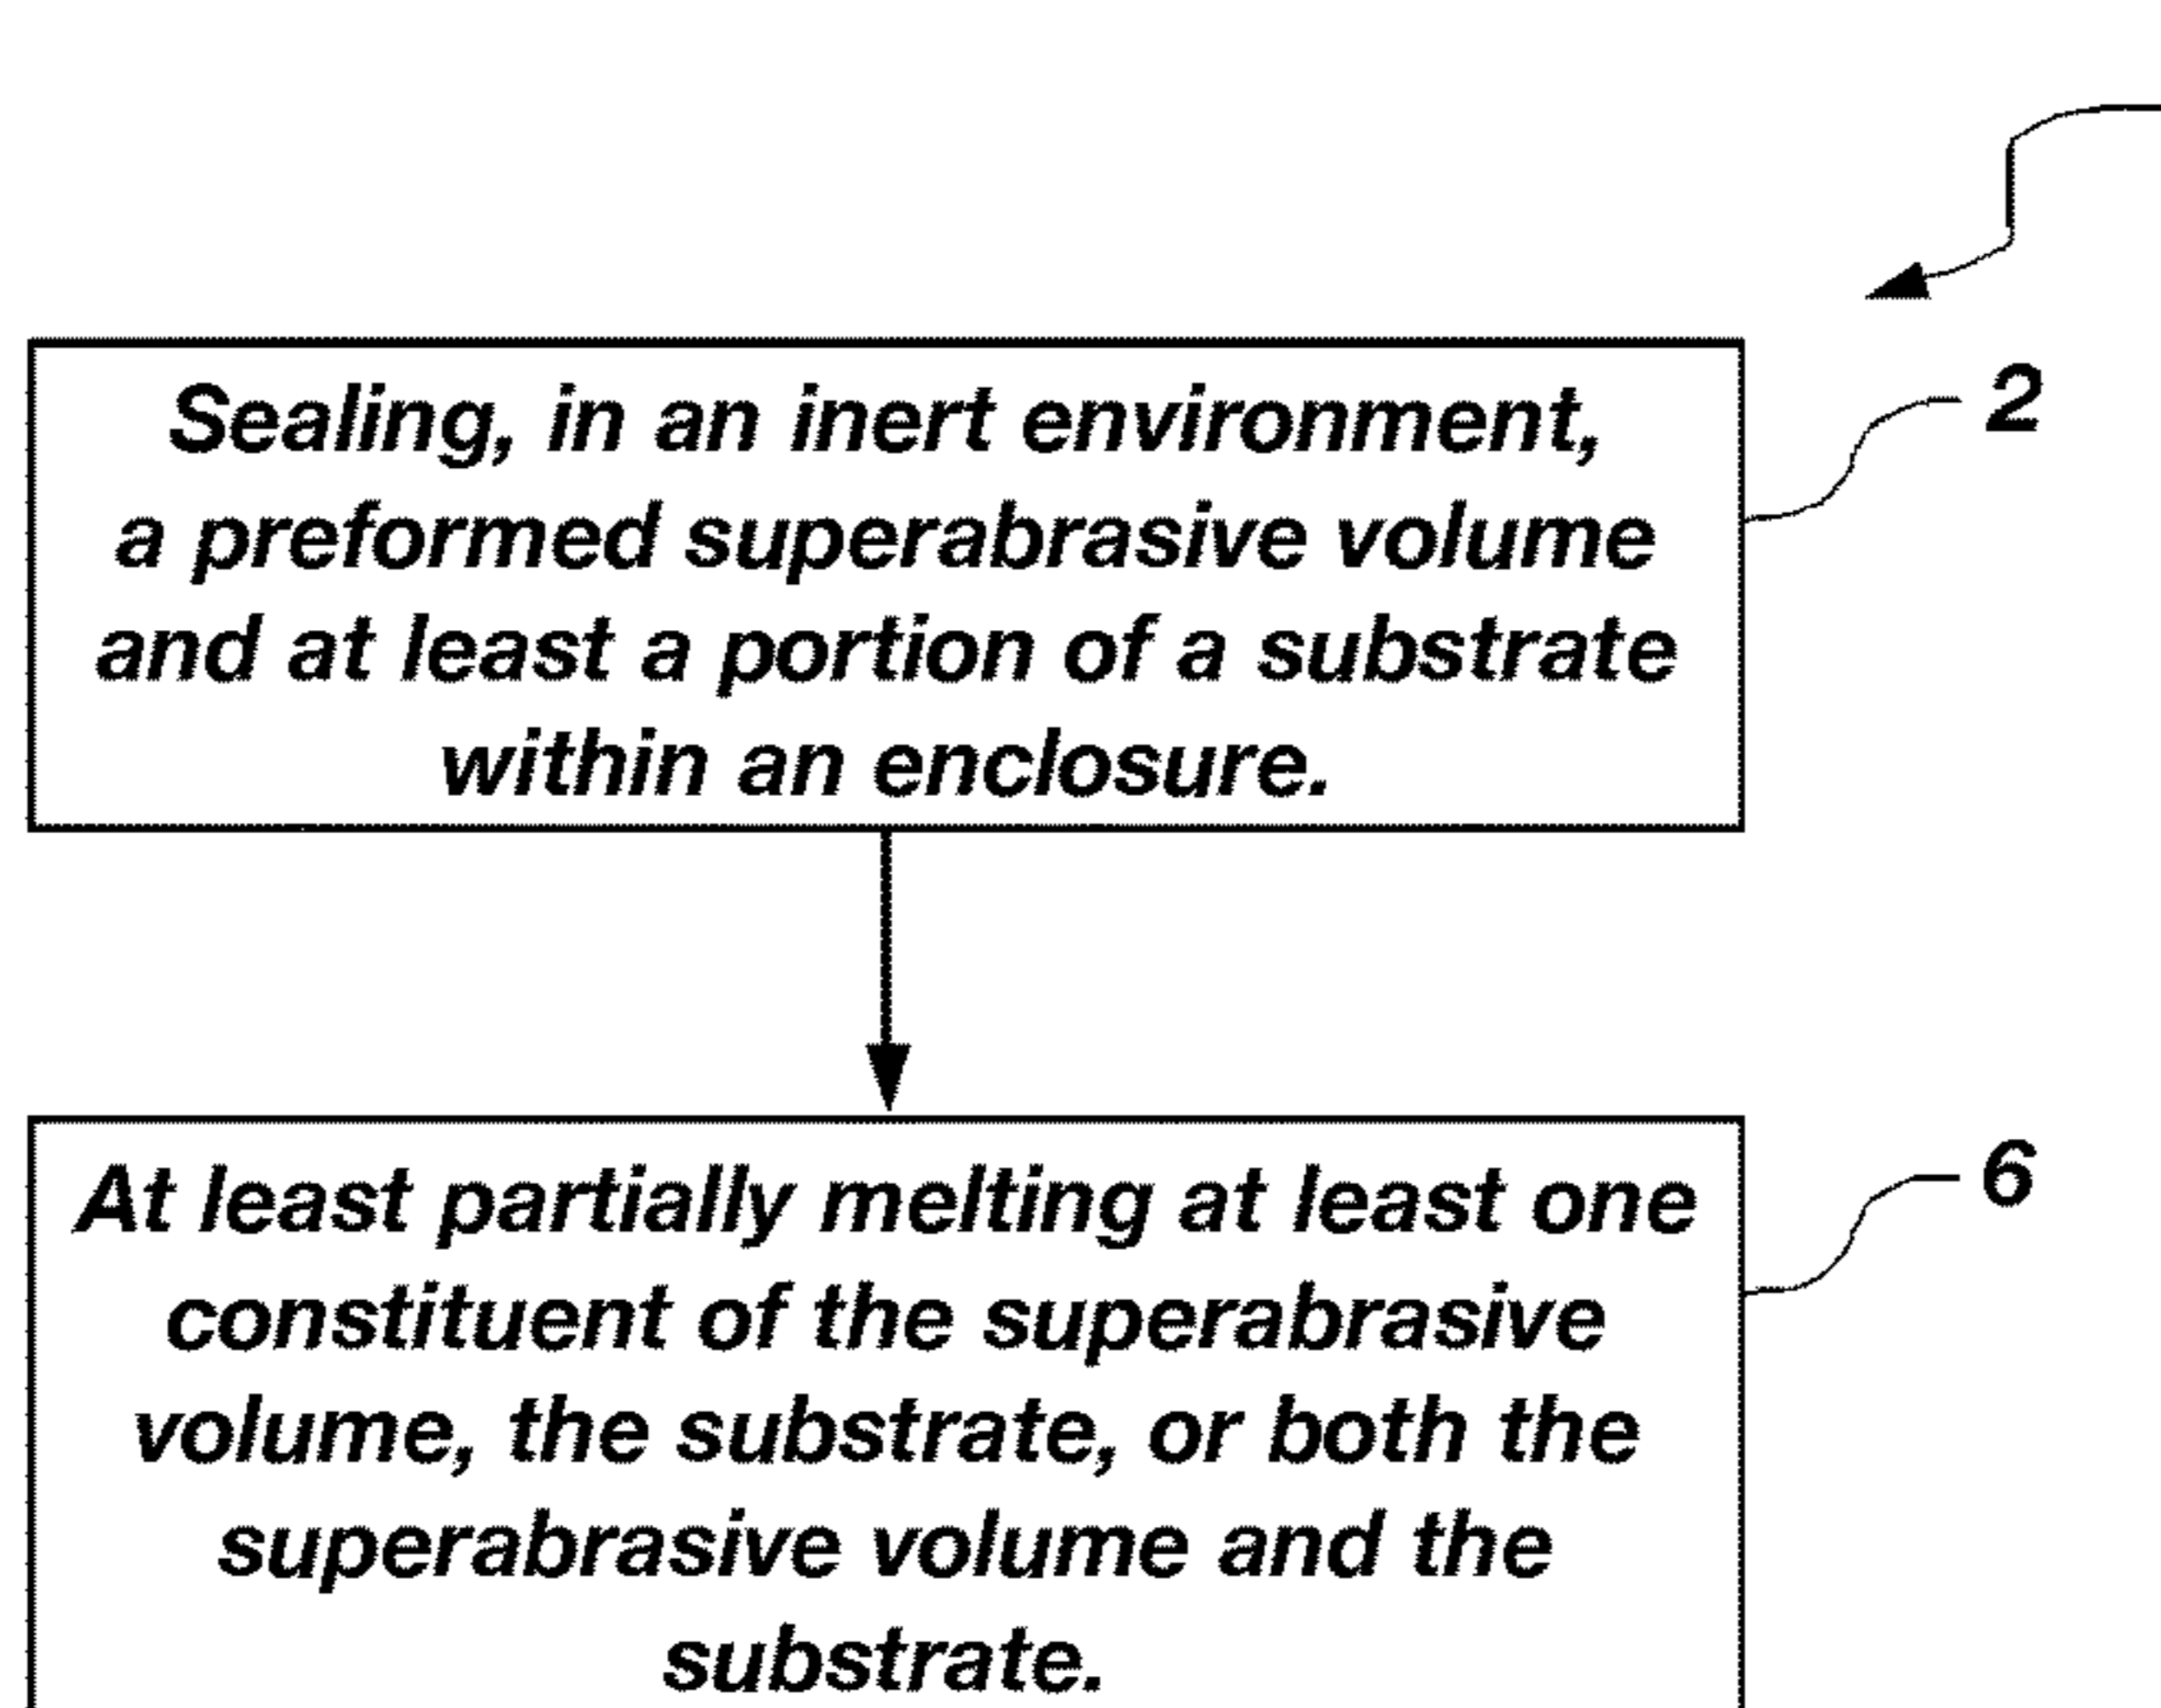 Sealing, in an inert environment,
a preformed superabrasive volume
and at least a portion of a substrate
within an enclosure.
2
At least partially melting at least one
constituent of the superabrasive
volume, the substrate, or both the
superabrasive volume and the
substrate.
6